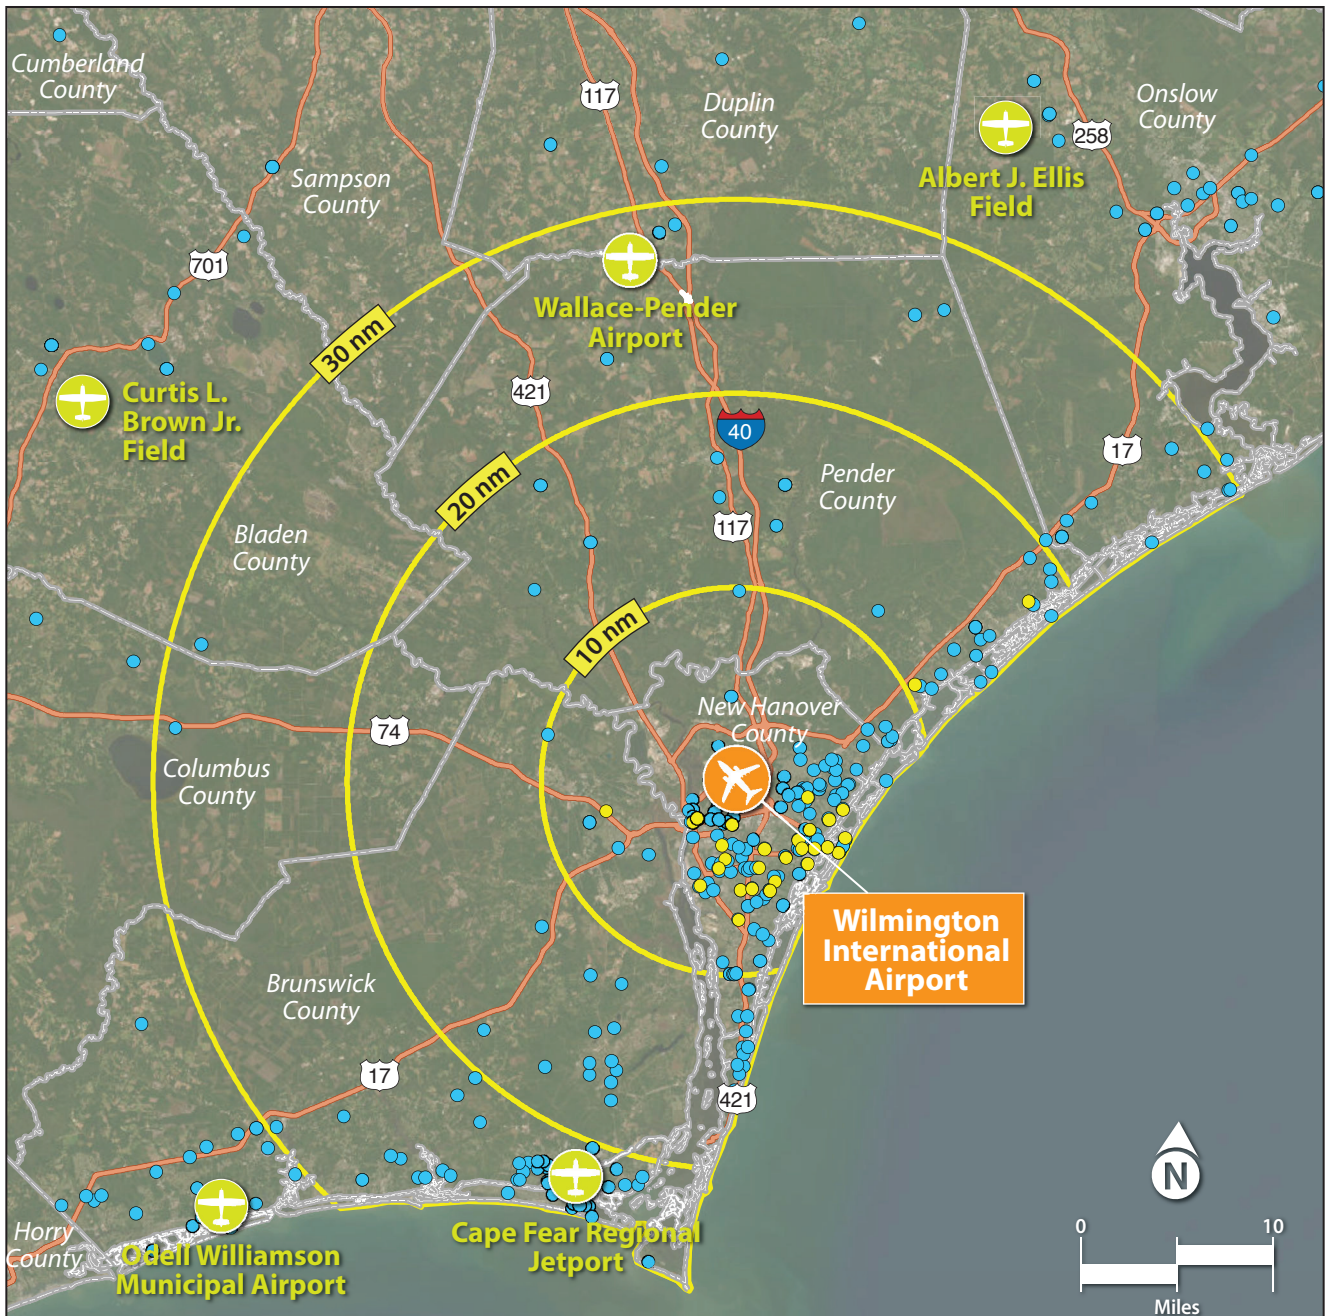 Cumberland
County
117
Duplin
County
Onslow
County
258
Albert J. Ellis
Field
Sampson
County
701
Wallace-Pender
Airport
30 nm
Curtis L.
Brown Jr.
Field
421
40
17
20 nm
Pender
County
117
Bladen
County
10 nm
New Hanover
County
74
Columbus
County
Wilmington
International
Airport
Brunswick
County
17
421
N
Horry
County
Odell Williamson
Municipal Airport
Cape Fear Regional
Jetport
0 10
Miles